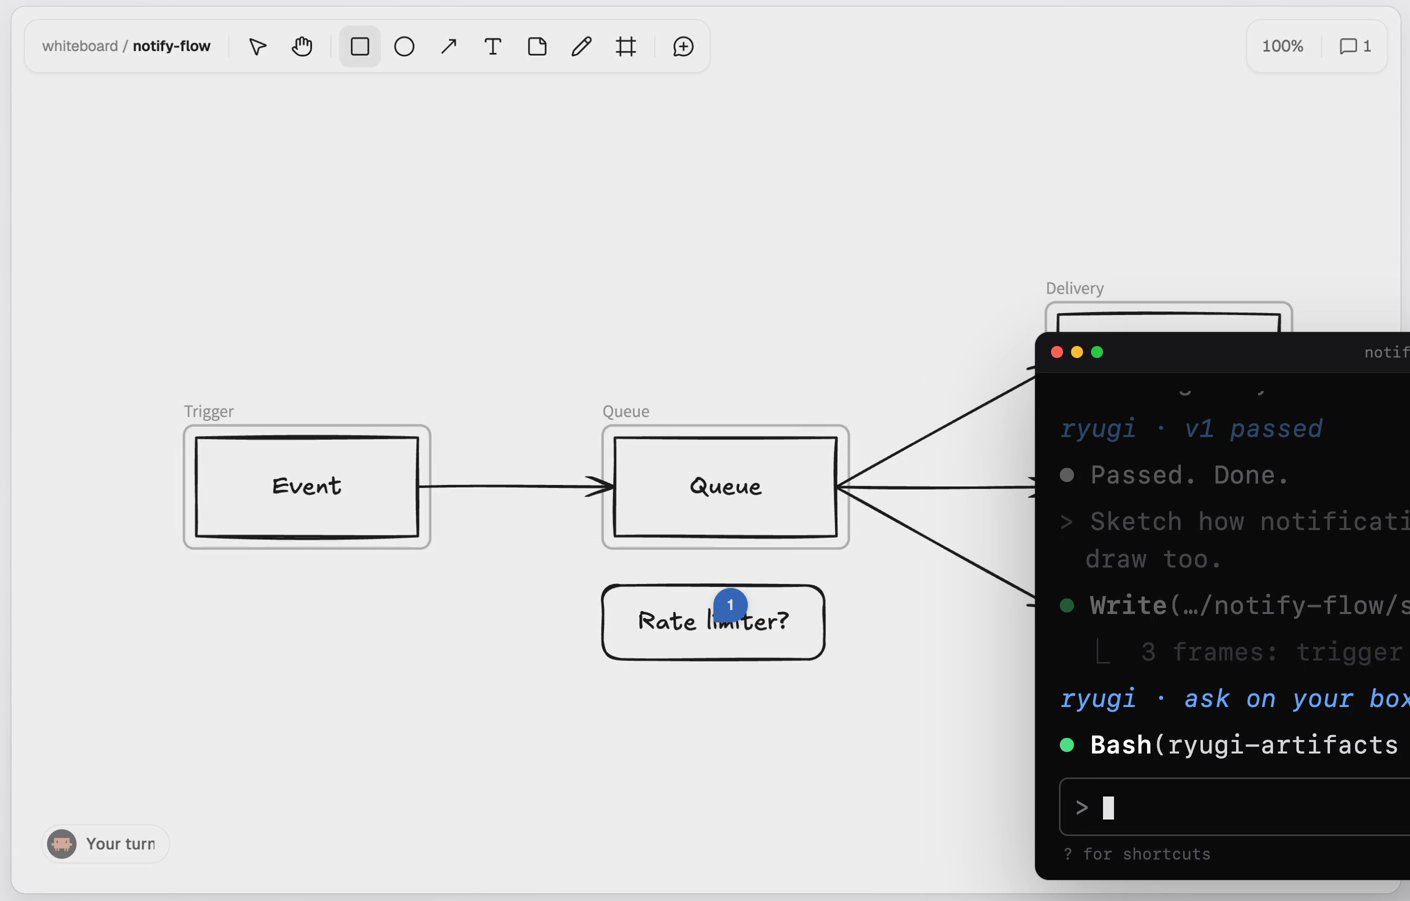 whiteboard / notify-flow
100%
1
Delivery
Trigger
Queue
Event
Queue
1
Rate limiter?
notif
ryugi · v1 passed
Passed. Done.
> Sketch how notificati
draw too.
Write(…/notify-flow/s
3 frames: trigger
ryugi · ask on your box
Bash(ryugi-artifacts
>
? for shortcuts
Your turn